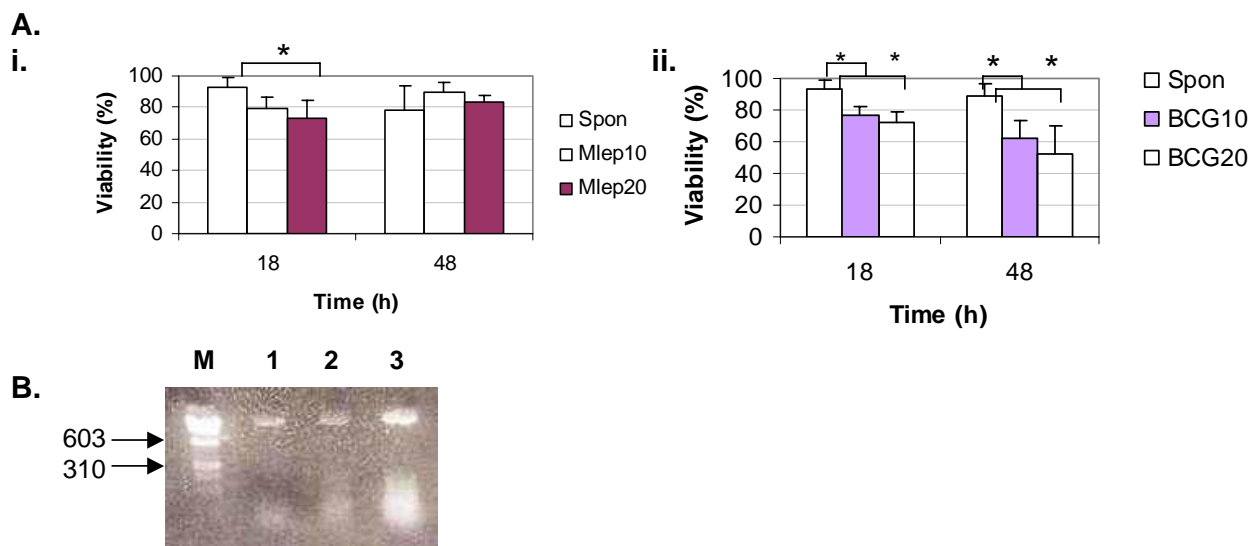 A.
i.
*
100
80
60
40
20
0
Viability (%)
18 48
Time (h)
Spon
Mlep10
Mlep20
ii.
* * * *
100
80
60
40
20
0
Viability (%)
18 48
Time (h)
Spon
BCG10
BCG20
B.
M 1 2 3
603
310